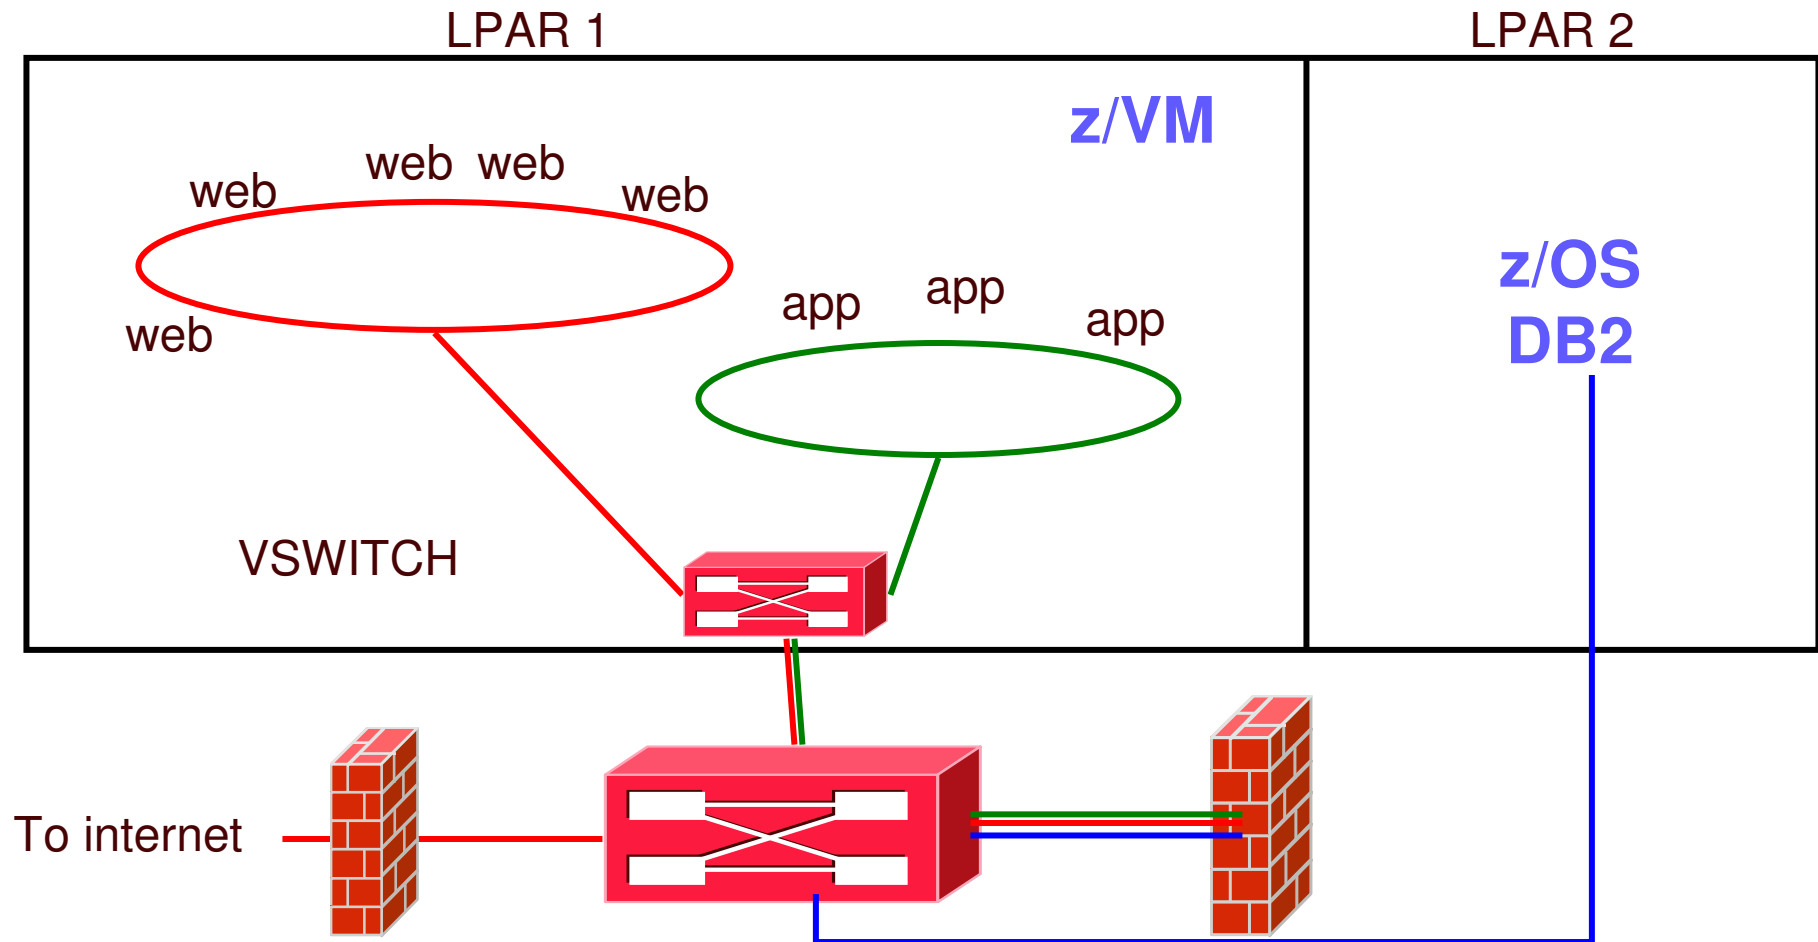 LPAR 1
LPAR 2
z/VM
web web web web
web
app app app
z/OS
DB2
VSWITCH
To internet